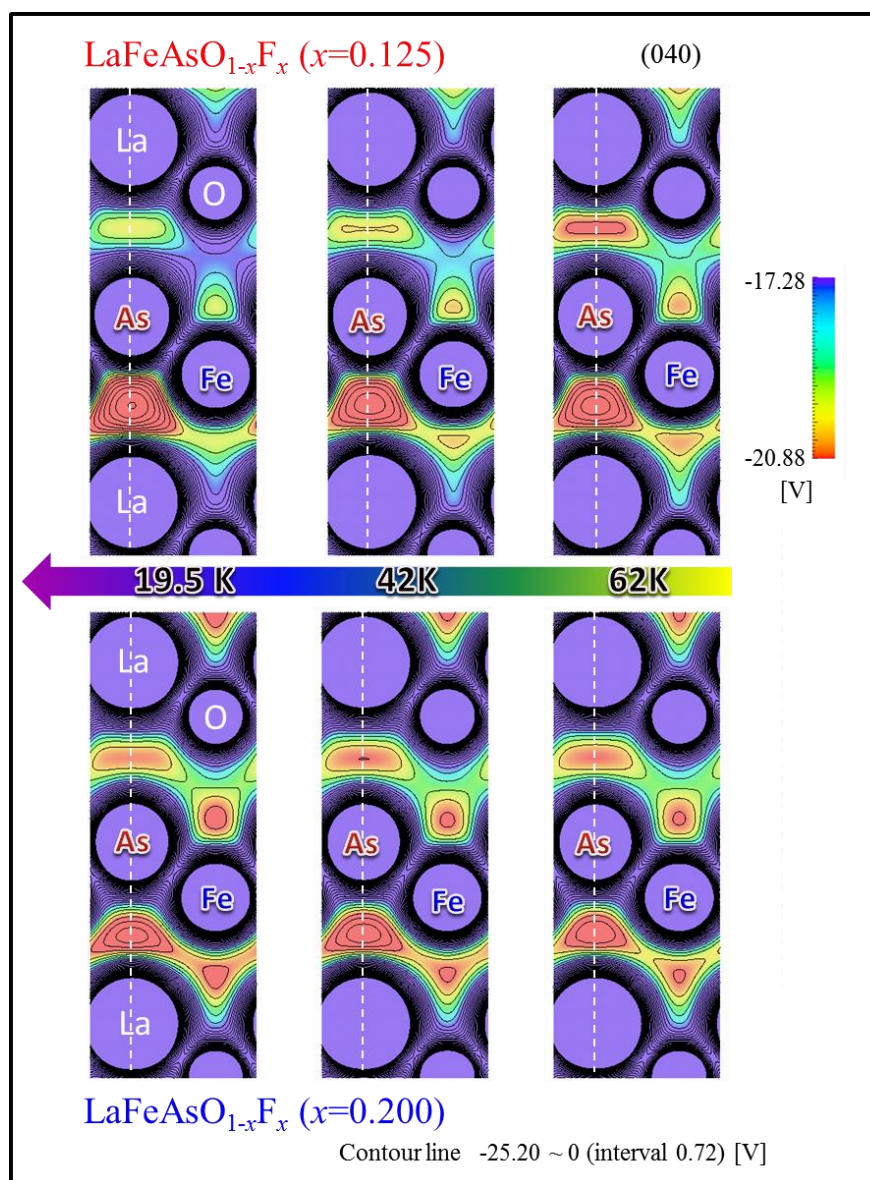 LaFeAsO1-xFx (x=0.125) (040)
La
O
As As As
Fe Fe Fe
La
-17.28
-20.88
[V]
19.5 K 42K 62K
La
O
As As As
Fe Fe Fe
La
LaFeAsO1-xFx (x=0.200)
Contour line -25.20 ~ 0 (interval 0.72) [V]